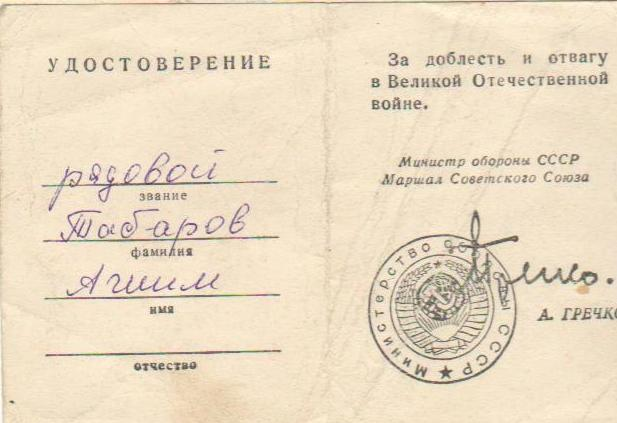 УДОСТОВЕРЕНИЕ
рядовой
звание
Табаров
фамилия
Агзим
имя
отчество
За доблесть и отвагу
в Великой Отечественной
войне.
Министр обороны СССР
Маршал Советского Союза
Министерство обороны СССР
А. ГРЕЧКО